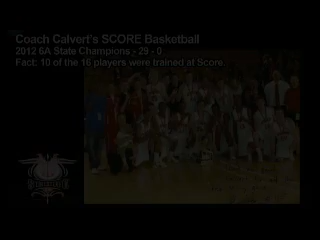 Coach Calvert's SCORE Basketball
2012 6A State Champions - 29 - 0
Fact: 10 of the 16 players were trained at Score.